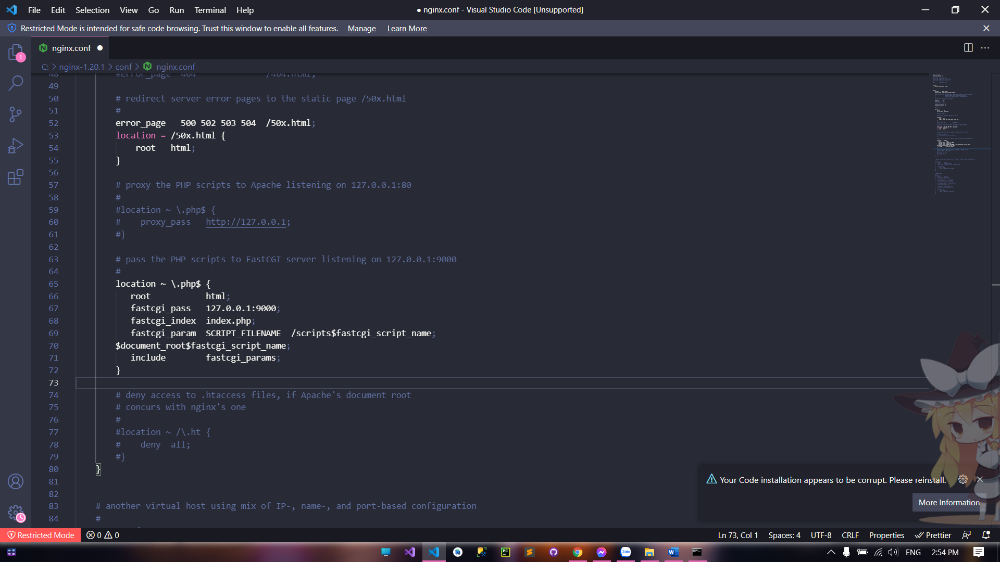 File Edit Selection View Go Run Terminal Help
● nginx.conf - Visual Studio Code [Unsupported]
Restricted Mode is intended for safe code browsing. Trust this window to enable all features. Manage Learn More
1
nginx.conf
C: > nginx-1.20.1 > conf > nginx.conf
48 #error_page 404 /404.html;
49
50 # redirect server error pages to the static page /50x.html
51 #
52 error_page 500 502 503 504 /50x.html;
53 location = /50x.html {
54 root html;
55 }
56
57 # proxy the PHP scripts to Apache listening on 127.0.0.1:80
58 #
59 #location ~ \.php$ {
60 # proxy_pass http://127.0.0.1;
61 #}
62
63 # pass the PHP scripts to FastCGI server listening on 127.0.0.1:9000
64 #
65 location ~ \.php$ {
66 root html;
67 fastcgi_pass 127.0.0.1:9000;
68 fastcgi_index index.php;
69 fastcgi_param SCRIPT_FILENAME /scripts$fastcgi_script_name;
70 $document_root$fastcgi_script_name;
71 include fastcgi_params;
72 }
73
74 # deny access to .htaccess files, if Apache's document root
75 # concurs with nginx's one
76 #
77 #location ~ /\.ht {
78 # deny all;
79 #}
80 }
81
82
83 # another virtual host using mix of IP-, name-, and port-based configuration
84 #
Your Code installation appears to be corrupt. Please reinstall.
More Information
Restricted Mode 0 0
Ln 73, Col 1 Spaces: 4 UTF-8 CRLF Properties Prettier
PC Zalo W ENG 2:54 PM